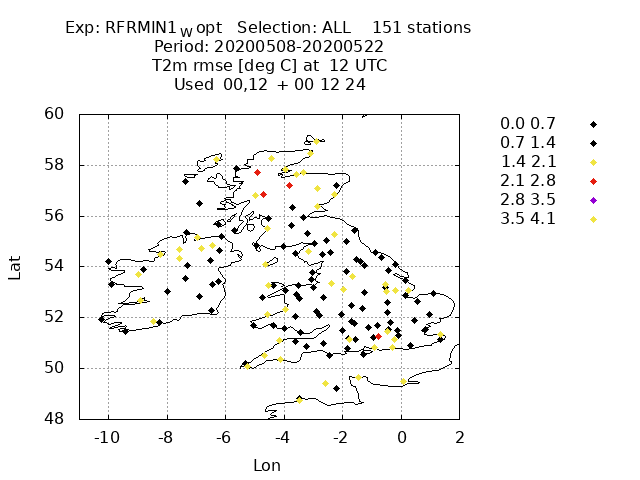 Exp: RFRMIN1W opt Selection: ALL 151 stations
Period: 20200508-20200522
T2m rmse [deg C] at 12 UTC
Used 00,12 + 00 12 24
60
58
56
54
52
50
48
Lat
-10 -8 -6 -4 -2 0 2
Lon
0.0 0.7
0.7 1.4
1.4 2.1
2.1 2.8
2.8 3.5
3.5 4.1